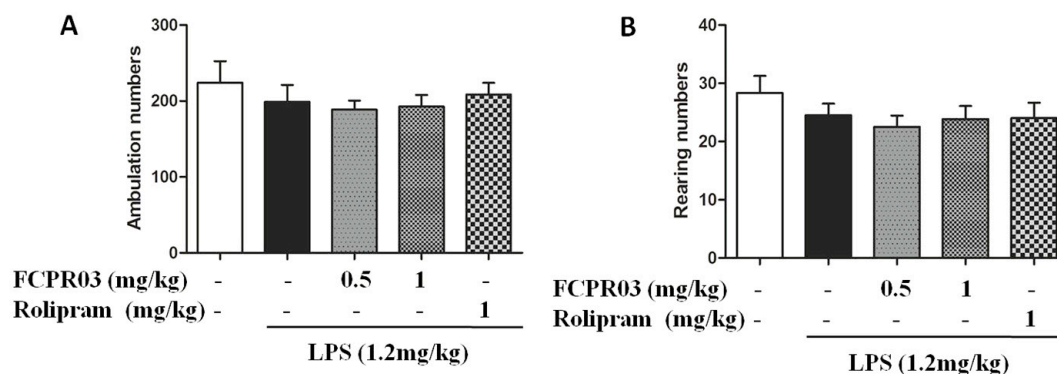 A
300
200
100
0
Ambulation numbers
FCPR03 (mg/kg) - - 0.5 1 -
Rolipram (mg/kg) - - - - 1
LPS (1.2mg/kg)
B
40
30
20
10
0
Rearing numbers
FCPR03 (mg/kg) - - 0.5 1 -
Rolipram (mg/kg) - - - - 1
LPS (1.2mg/kg)